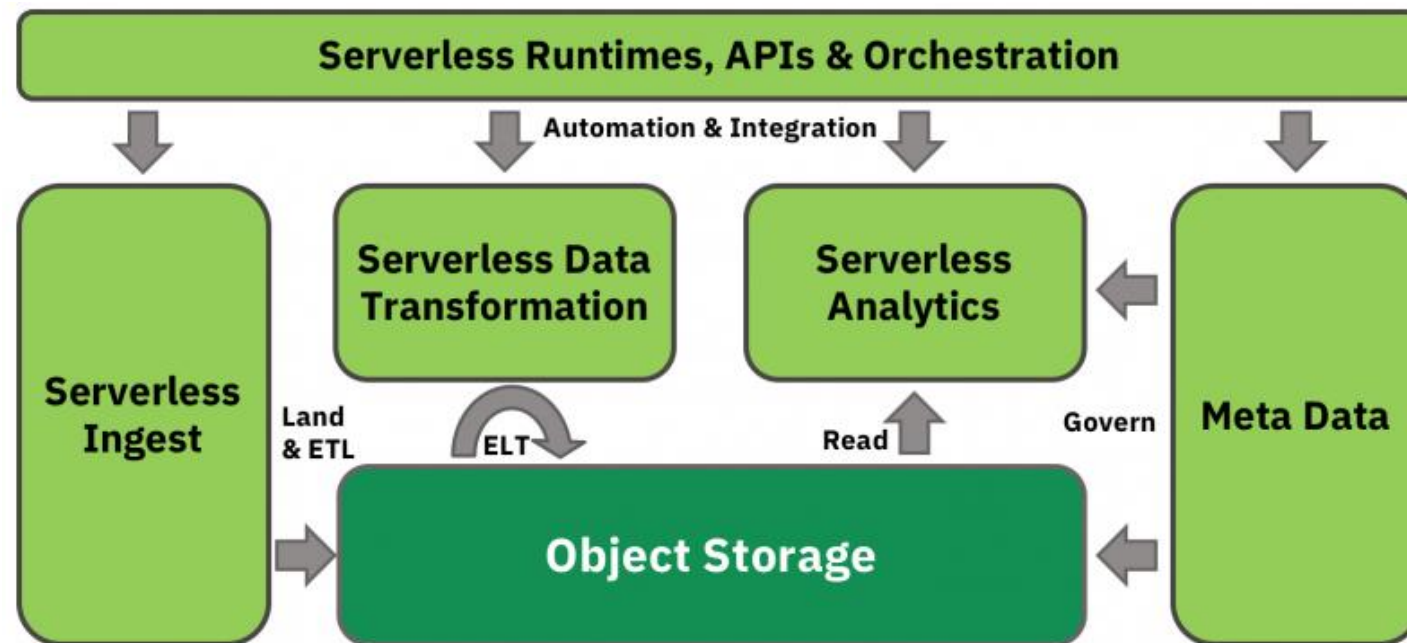 Serverless Runtimes, APIs & Orchestration
Automation & Integration
Serverless Data
Transformation
Serverless
Analytics
Serverless
Ingest
Land
& ETL
ELT
Read
Govern
Meta Data
Object Storage